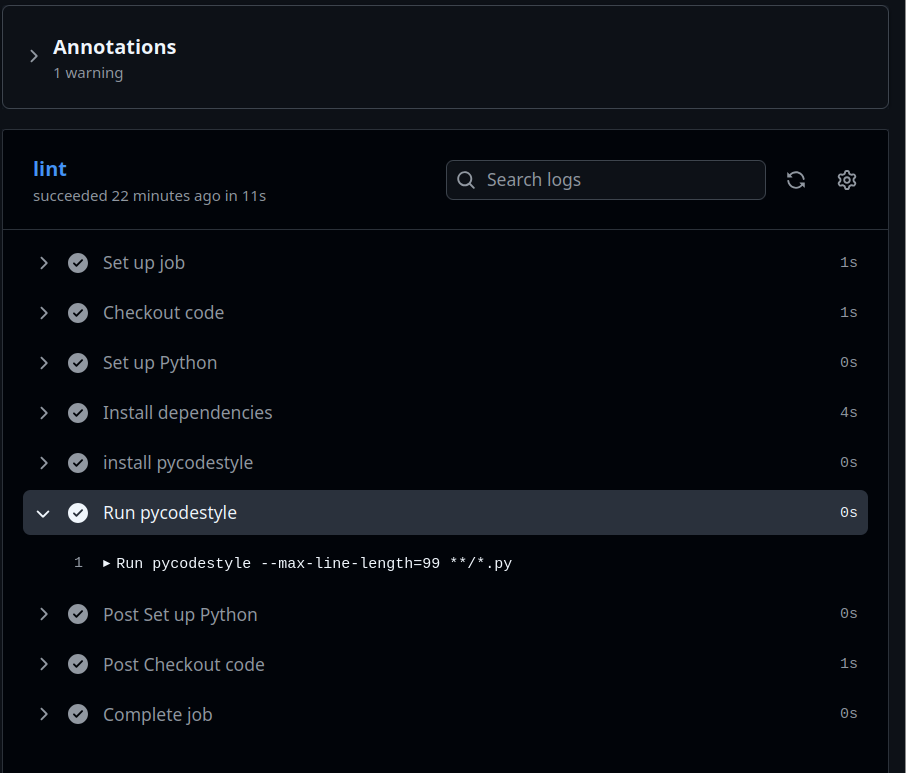 Annotations
1 warning
lint
succeeded 22 minutes ago in 11s
Search logs
Set up job 1s
Checkout code 1s
Set up Python 0s
Install dependencies 4s
install pycodestyle 0s
Run pycodestyle 0s
1 Run pycodestyle --max-line-length=99 **/*.py
Post Set up Python 0s
Post Checkout code 1s
Complete job 0s